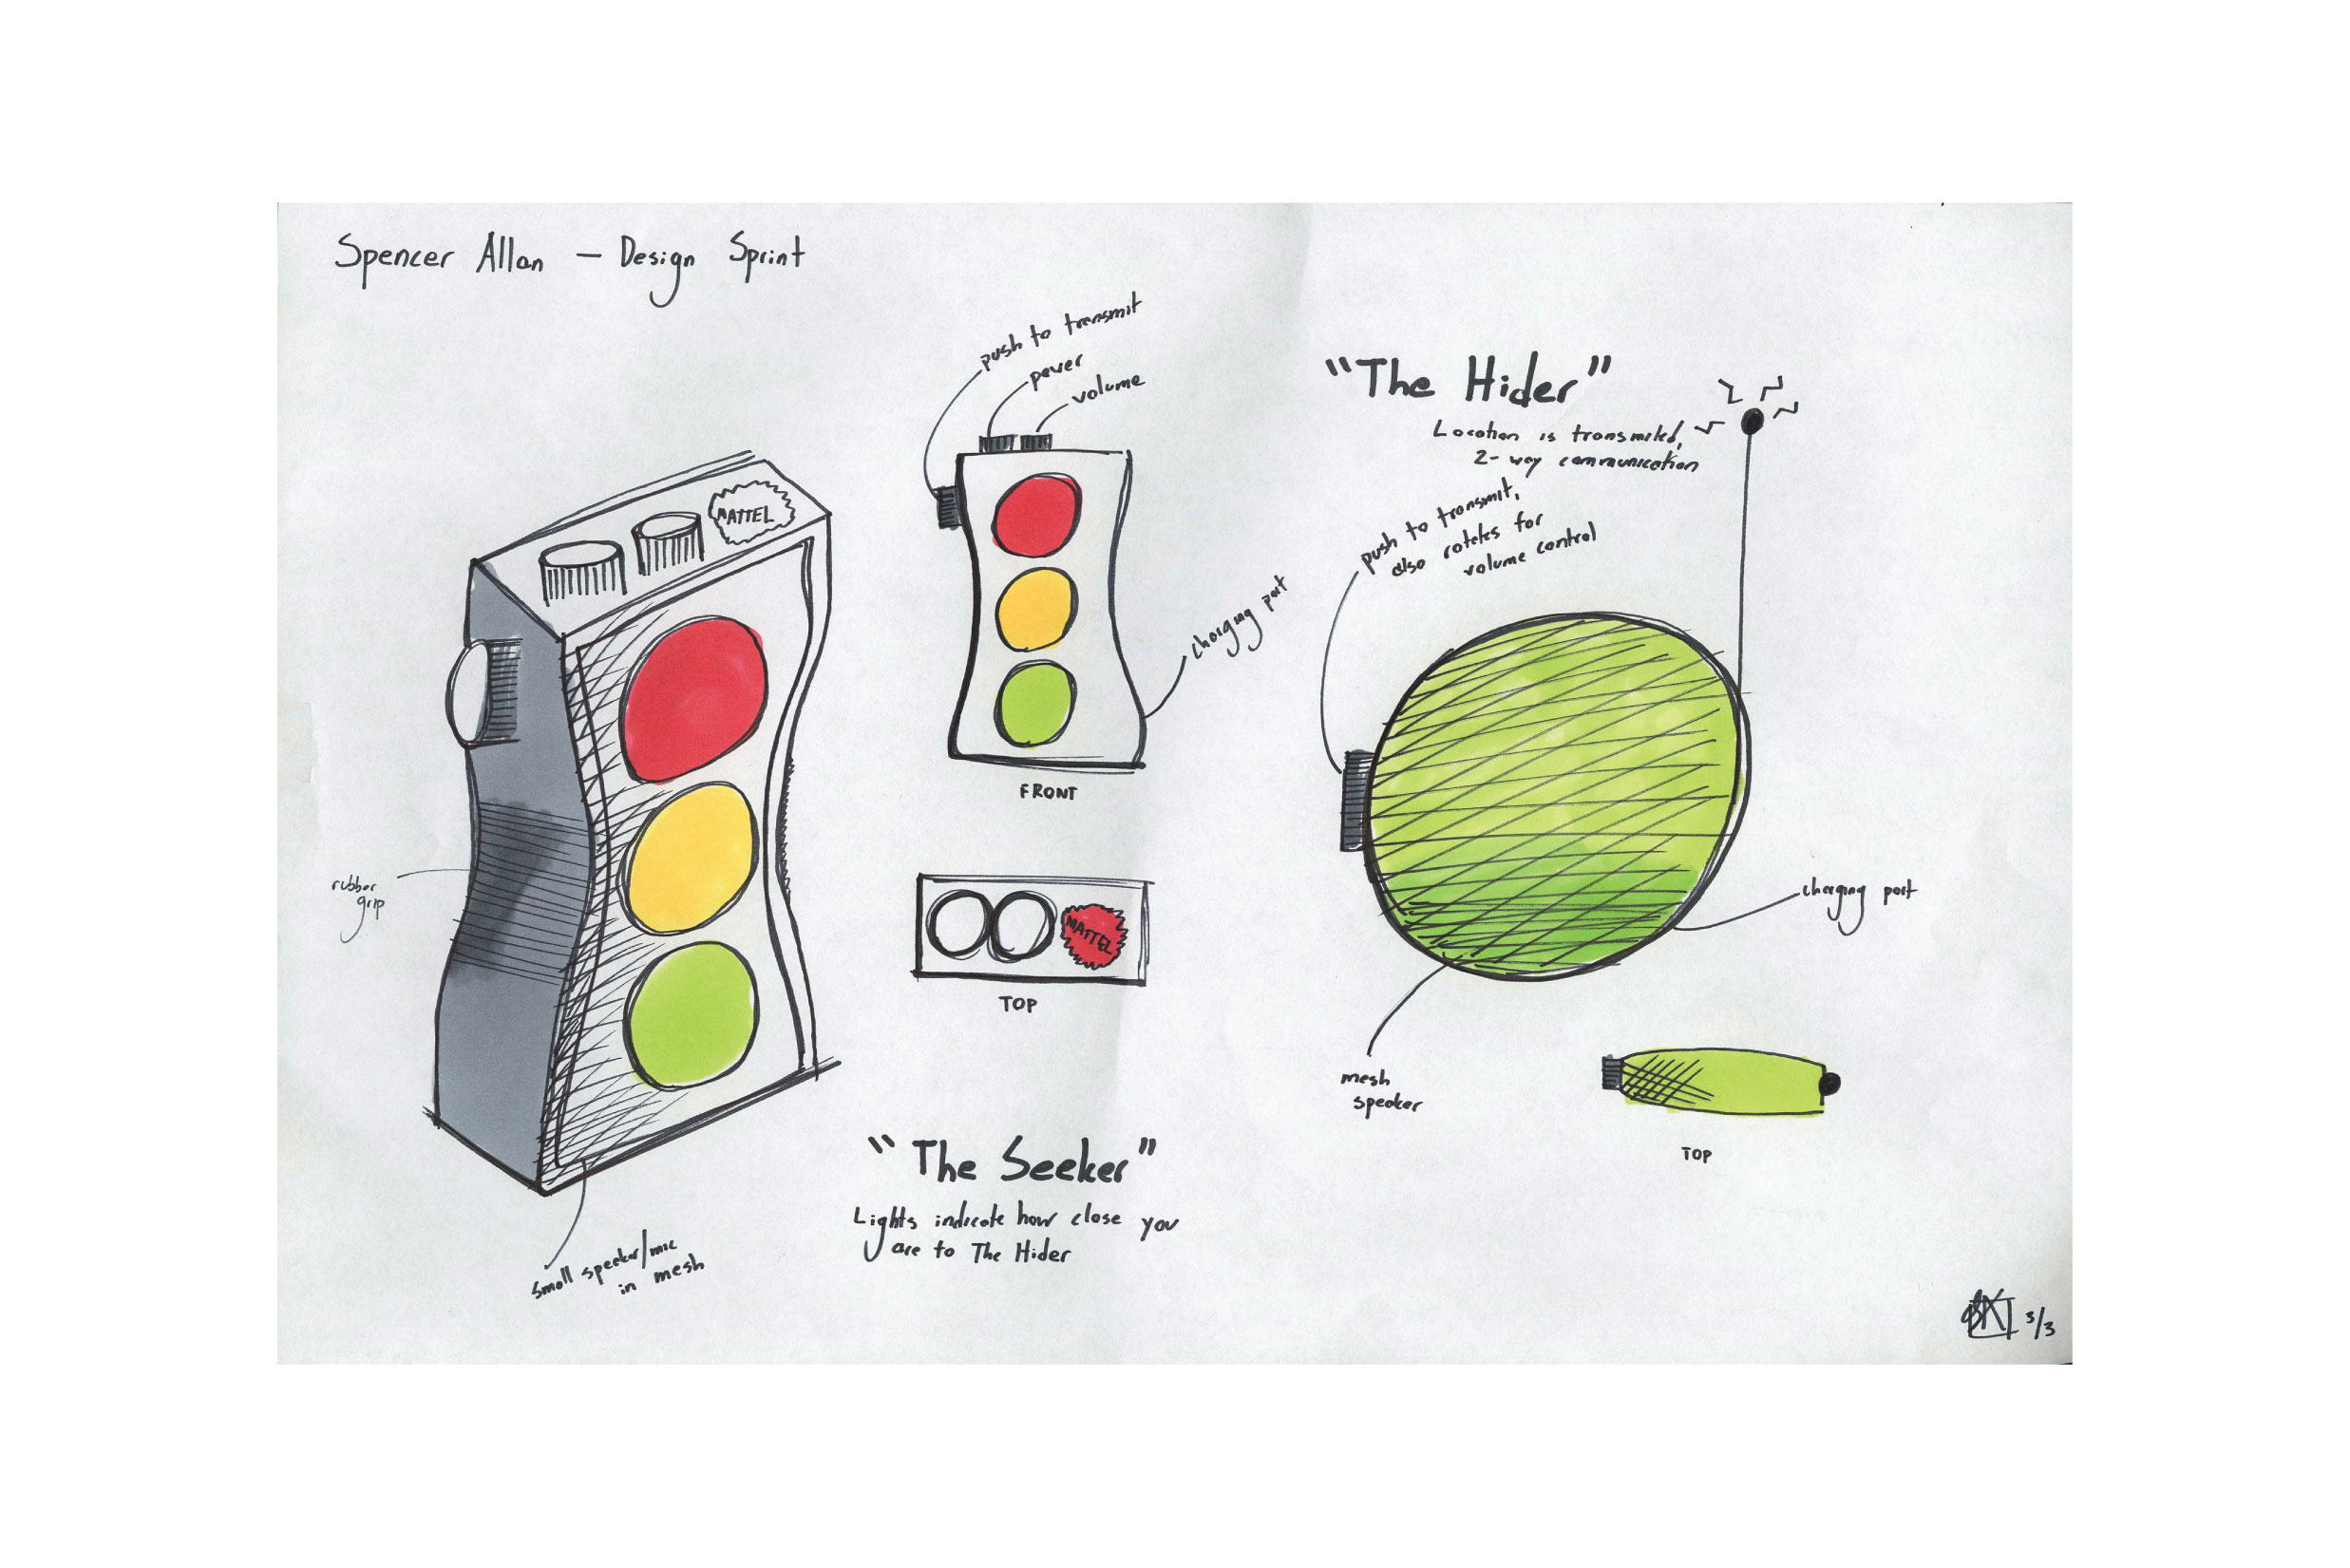 Spencer Allan — Design Sprint
push to transmit
power
volume
MATTEL
charging port
FRONT
rubber
grip
MATTEL
TOP
small speaker/mic
in mesh
"The Seeker"
Lights indicate how close you
are to The Hider
"The Hider"
Location is transmited,
2-way communication
push to transmit,
also rotates for
volume control
charging port
mesh
speaker
TOP
3/3